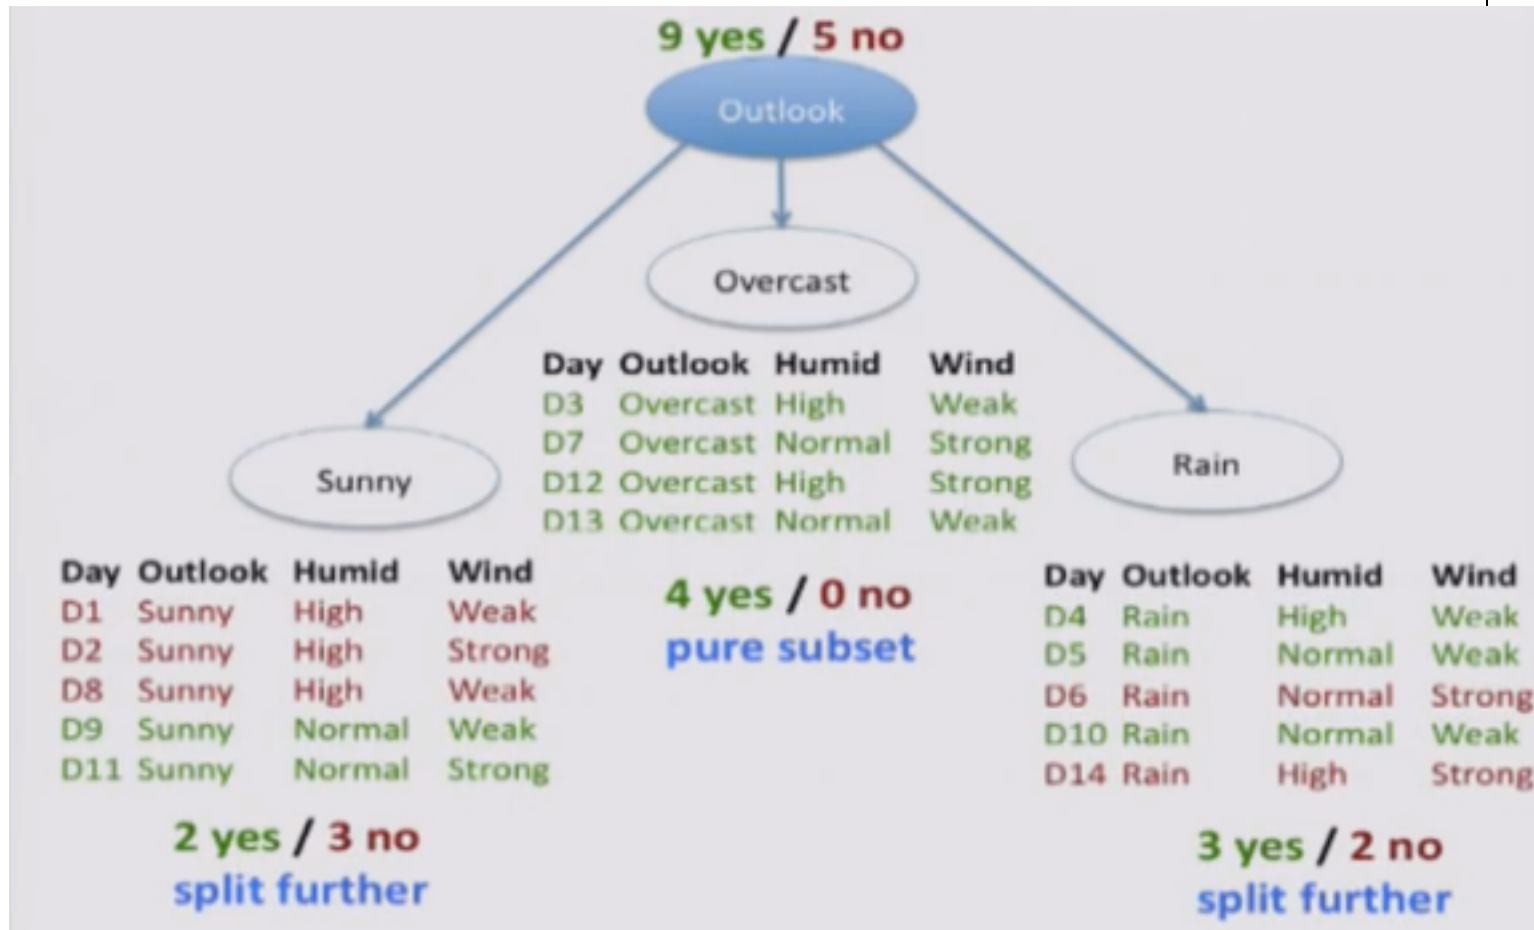 9 yes / 5 no
Outlook
Overcast
Day Outlook Humid Wind
D3 Overcast High Weak
D7 Overcast Normal Strong
D12 Overcast High Strong
D13 Overcast Normal Weak
4 yes / 0 no
pure subset
Sunny
Day Outlook Humid Wind
D1 Sunny High Weak
D2 Sunny High Strong
D8 Sunny High Weak
D9 Sunny Normal Weak
D11 Sunny Normal Strong
2 yes / 3 no
split further
Rain
Day Outlook Humid Wind
D4 Rain High Weak
D5 Rain Normal Weak
D6 Rain Normal Strong
D10 Rain Normal Weak
D14 Rain High Strong
3 yes / 2 no
split further